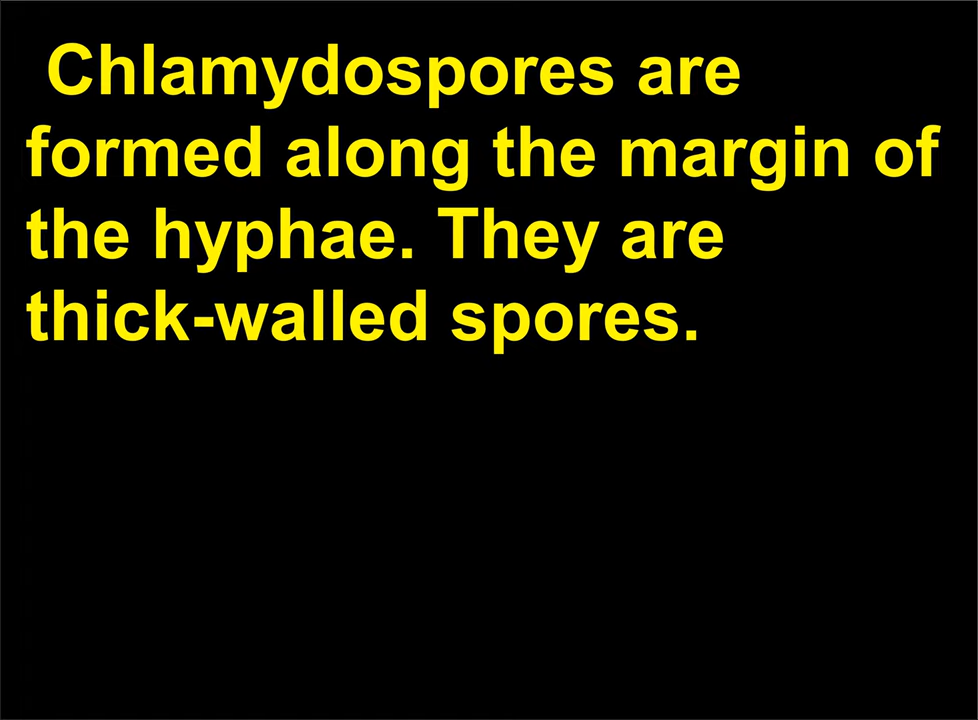 Chlamydospores are
formed along the margin of
the hyphae. They are
thick-walled spores.